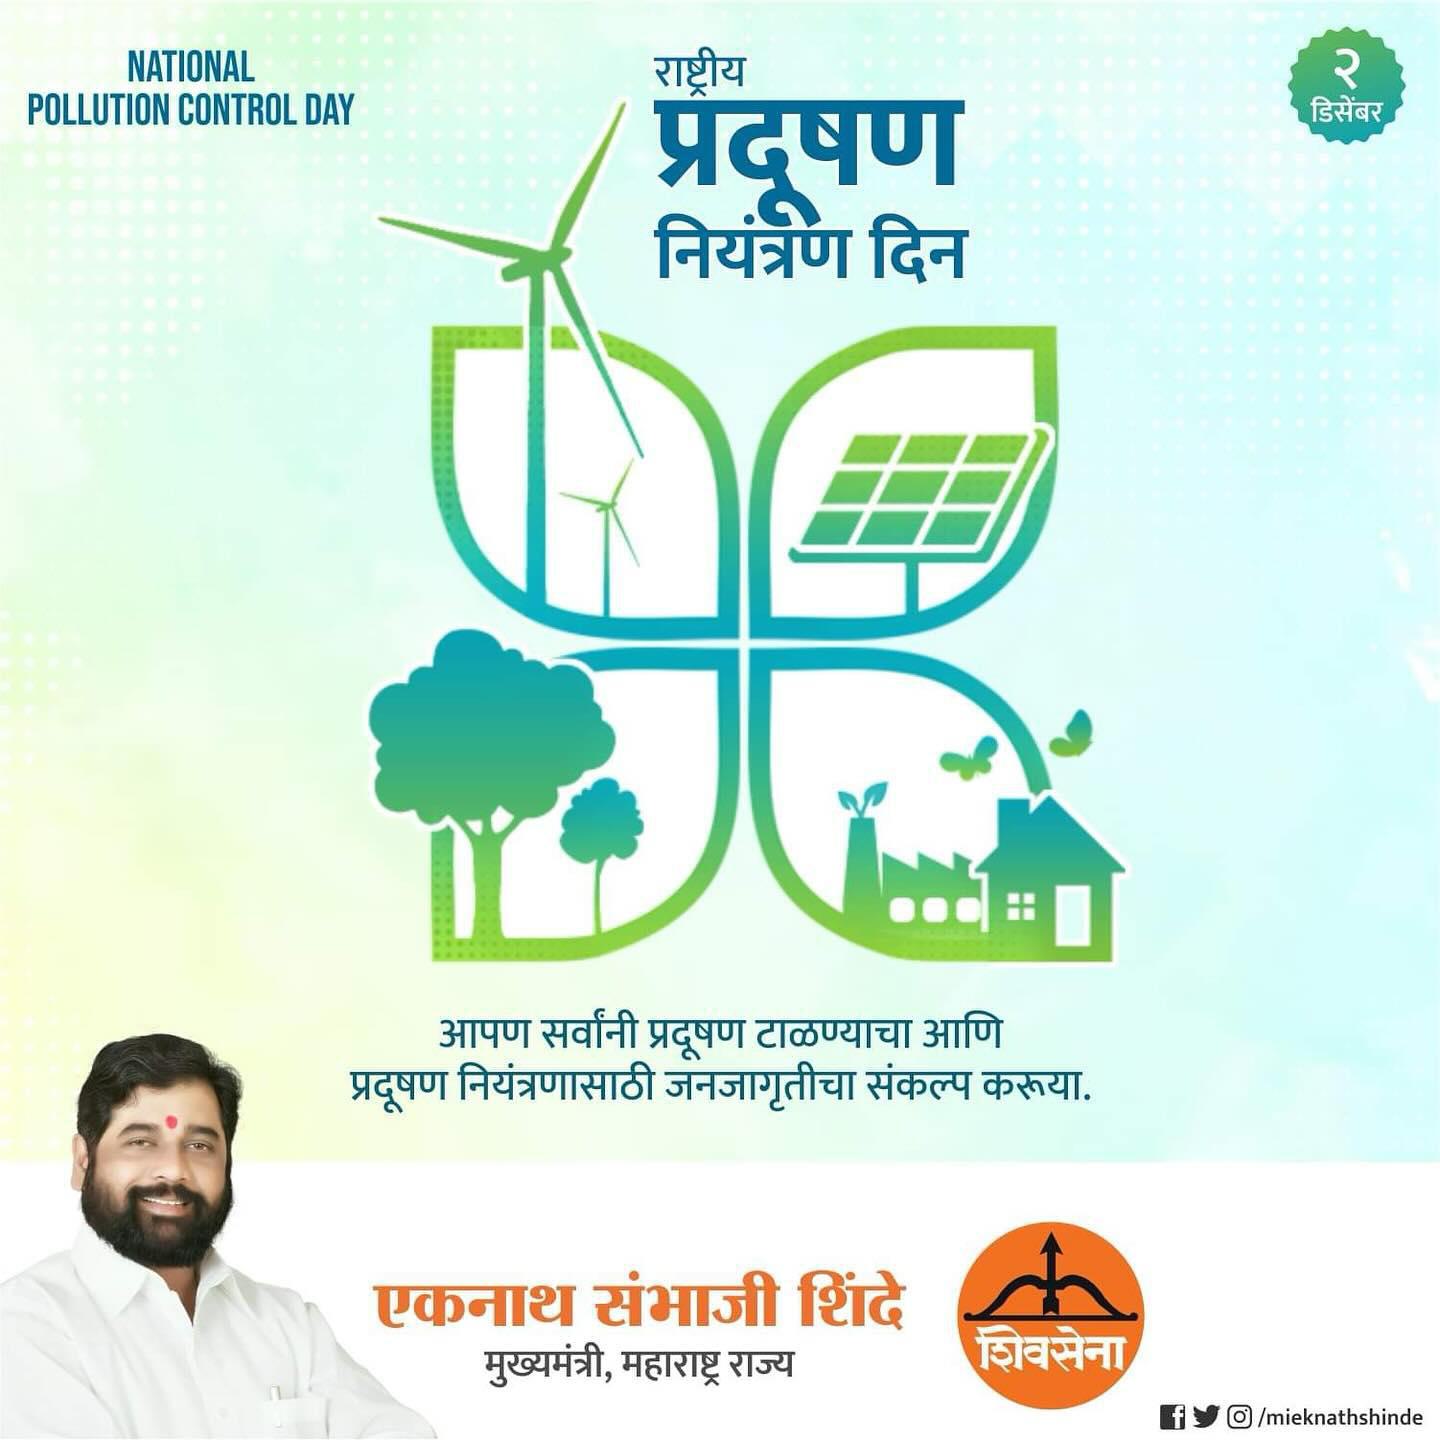 NATIONAL
POLLUTION CONTROL DAY
राष्ट्रीय
प्रदूषण
नियंत्रण दिन
२
डिसेंबर
आपण सर्वांनी प्रदूषण टाळण्याचा आणि
प्रदूषण नियंत्रणासाठी जनजागृतीचा संकल्प करूया.
एकनाथ संभाजी शिंदे
मुख्यमंत्री, महाराष्ट्र राज्य
शिवसेना
/mieknathshinde